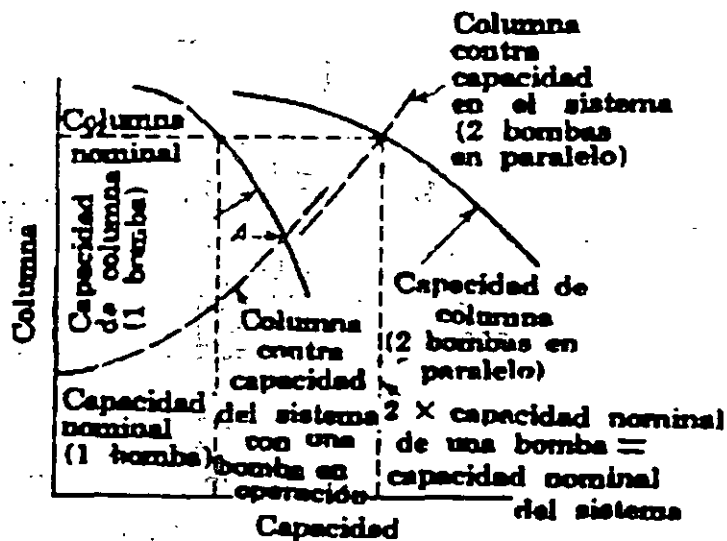 Columna
contra
capacidad
en el sistema
(2 bombas
en paralelo)
Columna
nominal
Capacidad
de columna
(1 bomba)
A
Columna
Capacidad de
columna
(2 bombas en
paralelo)
Columna
contra
capacidad
del sistema
con una
bomba en
operación
Capacidad
nominal
(1 bomba)
2 × capacidad nominal
de una bomba =
capacidad nominal
del sistema
Capacidad